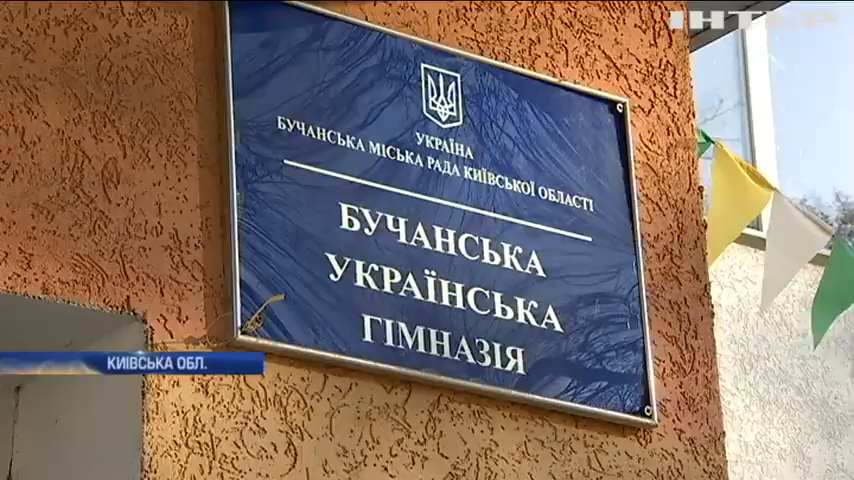 ІНТЕР
УКРАЇНА
БУЧАНСЬКА МІСЬКА РАДА КИЇВСЬКОЇ ОБЛАСТІ
БУЧАНСЬКА
УКРАЇНСЬКА
ГІМНАЗІЯ
КИЇВСЬКА ОБЛ.